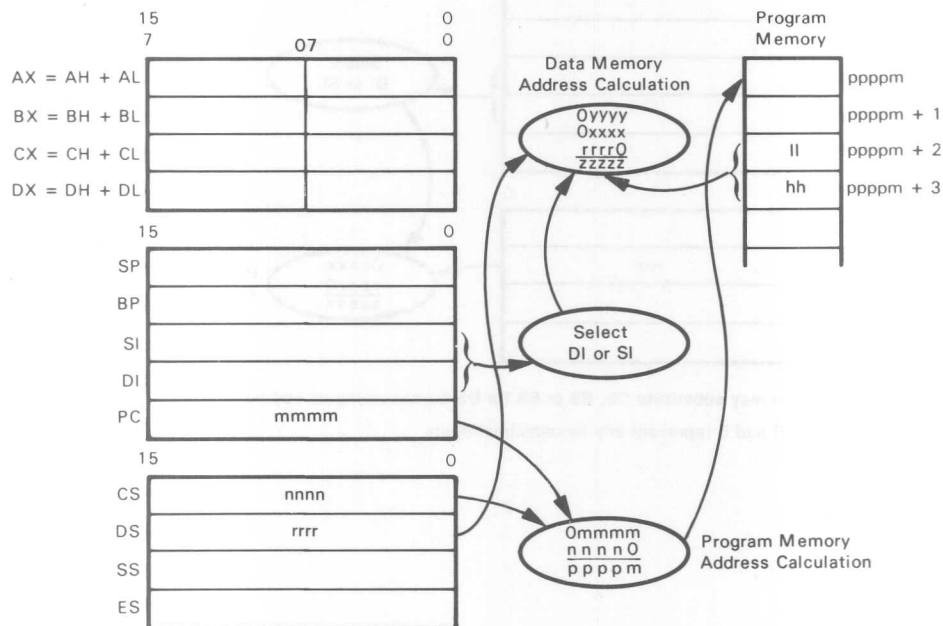 15 0
7 07 0
AX = AH + AL
BX = BH + BL
CX = CH + CL
DX = DH + DL
15 0
SP
BP
SI
DI
PC mmmm
15 0
CS nnnn
DS rrrr
SS
ES
Data Memory
Address Calculation
0yyyy
0xxxx
rrrr0
zzzzz
Select
DI or SI
0mmmm
nnnn0
ppppm
Program Memory
Address Calculation
Program
Memory
ppppm
ppppm + 1
ll ppppm + 2
hh ppppm + 3